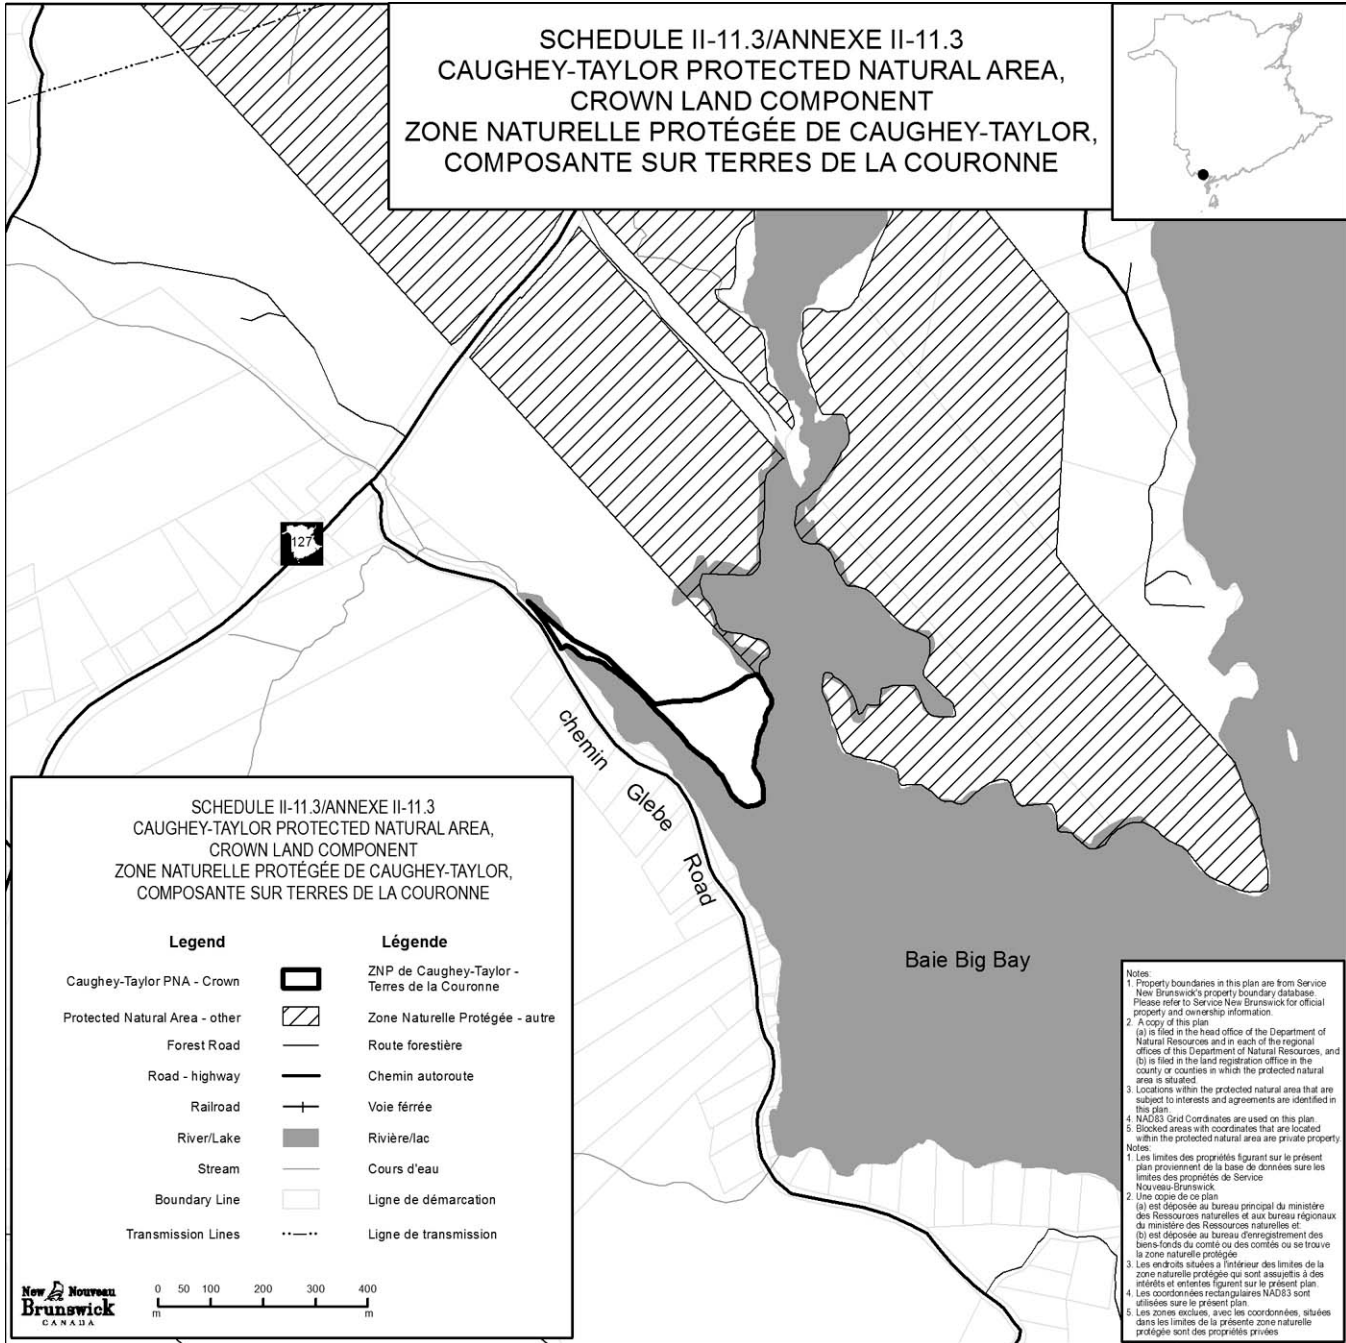 SCHEDULE II-11.3/ANNEXE II-11.3
CAUGHEY-TAYLOR PROTECTED NATURAL AREA,
CROWN LAND COMPONENT
ZONE NATURELLE PROTÉGÉE DE CAUGHEY-TAYLOR,
COMPOSANTE SUR TERRES DE LA COURONNE
127
chemin
Glebe
Road
Baie Big Bay
SCHEDULE II-11.3/ANNEXE II-11.3
CAUGHEY-TAYLOR PROTECTED NATURAL AREA,
CROWN LAND COMPONENT
ZONE NATURELLE PROTÉGÉE DE CAUGHEY-TAYLOR,
COMPOSANTE SUR TERRES DE LA COURONNE
Legend Légende
Caughey-Taylor PNA - Crown ZNP de Caughey-Taylor -
Terres de la Couronne
Protected Natural Area - other Zone Naturelle Protégée - autre
Forest Road Route forestière
Road - highway Chemin autoroute
Railroad Voie férrée
River/Lake Rivière/lac
Stream Cours d'eau
Boundary Line Ligne de démarcation
Transmission Lines Ligne de transmission
New Nouveau
Brunswick
CANADA
0 50 100 200 300 400
m m
Notes:
1. Property boundaries in this plan are from Service
New Brunswick's property boundary database.
Please refer to Service New Brunswick for official
property and ownership information.
2. A copy of this plan
(a) is filed in the head office of the Department of
Natural Resources and in each of the regional
offices of this Department of Natural Resources, and
(b) is filed in the land registration offfice in the
county or counties in which the protected natural
area is situated.
3. Locations within the protected natural area that are
subject to interests and agreements are identified in
this plan.
4. NAD83 Grid Corrdinates are used on this plan.
5. Blocked areas with coordinates that are located
within the protected natural area are private property.
Notes:
1. Les limites des propriétés figurant sur le présent
plan proviennent de la base de données sure les
limites des propriétés de Service
Nouveau-Brunswick.
2. Une copie de ce plan
(a) est déposée au bureau principal du ministère
des Ressources naturelles et aux bureau régionaux
du ministère des Ressources naturelles et:
(b) est déposée au bureau d'enregistrement des
biens-fonds du comté ou des comtés ou se trouve
la zone naturelle protégée
3. Les endroits situées a l'intérieur des limites de la
zone naturelle protégée qui sont assujettis à des
intérêts et ententes figurent sur le présent plan.
4. Les coordonnées rectangulaires NAD83 sont
utilisées sure le présent plan.
5. Les zones exclues, avec les coordonnées, situées
dans les limites de la présente zone naturelle
protégée sont des propriétés privées